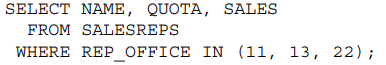 SELECT NAME, QUOTA, SALES
FROM SALESREPS
WHERE REP_OFFICE IN (11, 13, 22);